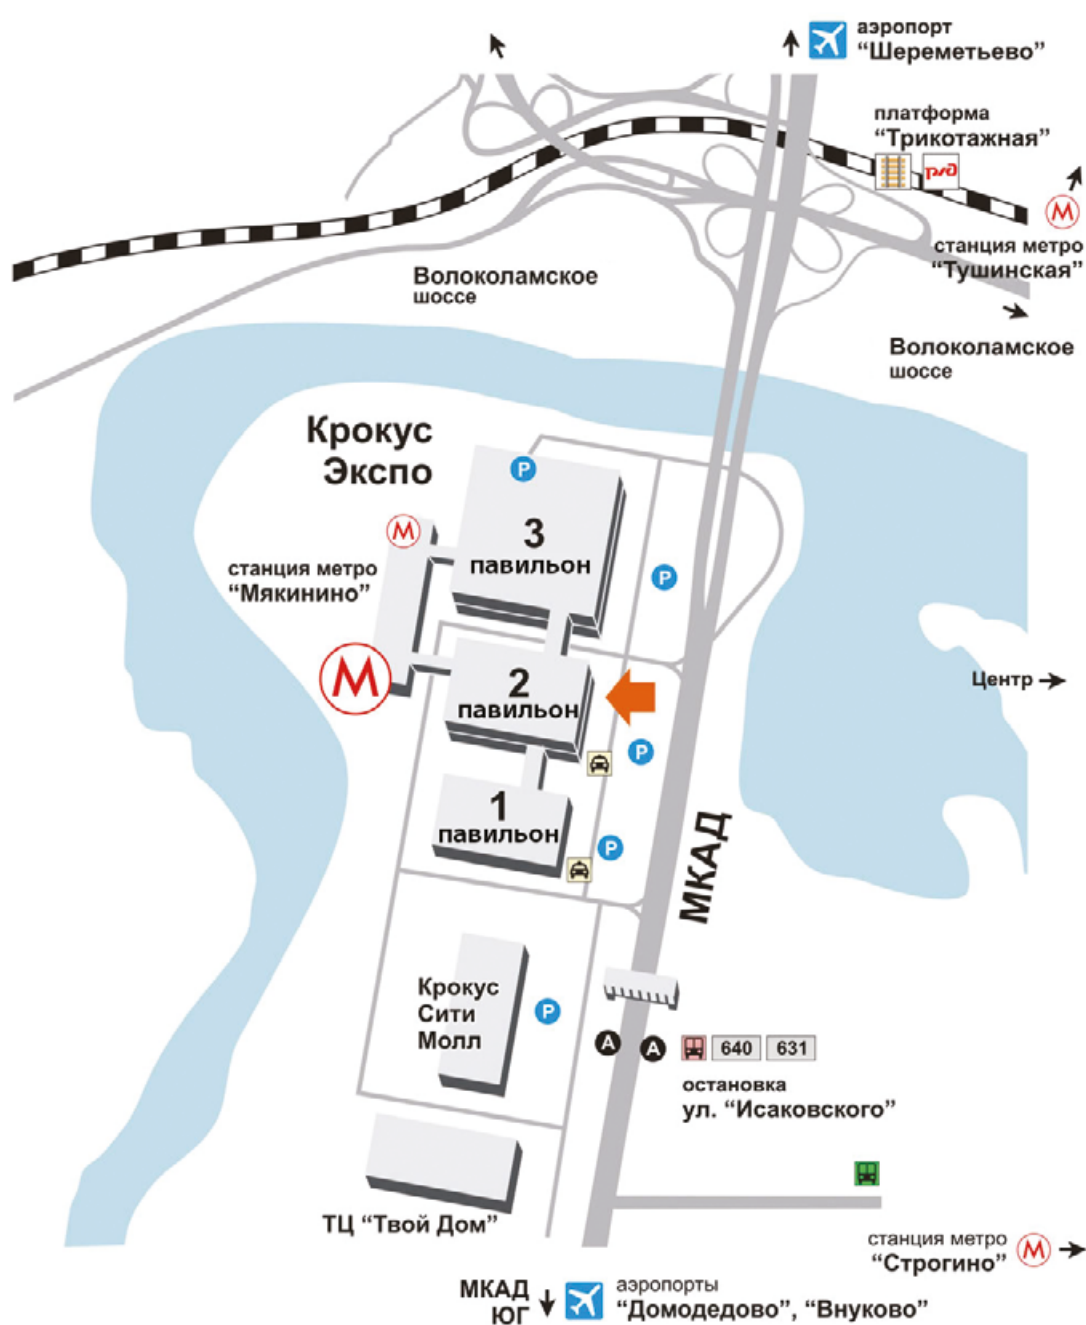 аэропорт
“Шереметьево”
платформа
“Трикотажная”
ржд
М
станция метро
“Тушинская”
Волоколамское
шоссе
Волоколамское
шоссе
Крокус
Экспо
P
3
павильон
М
станция метро
“Мякинино”
P
М
2
павильон
Центр
P
1
павильон
P
МКАД
Крокус
Сити
Молл
P
А
А
640
631
остановка
ул. “Исаковского”
ТЦ “Твой Дом”
станция метро
“Строгино”
М
МКАД
ЮГ
аэропорты
“Домодедово”, “Внуково”